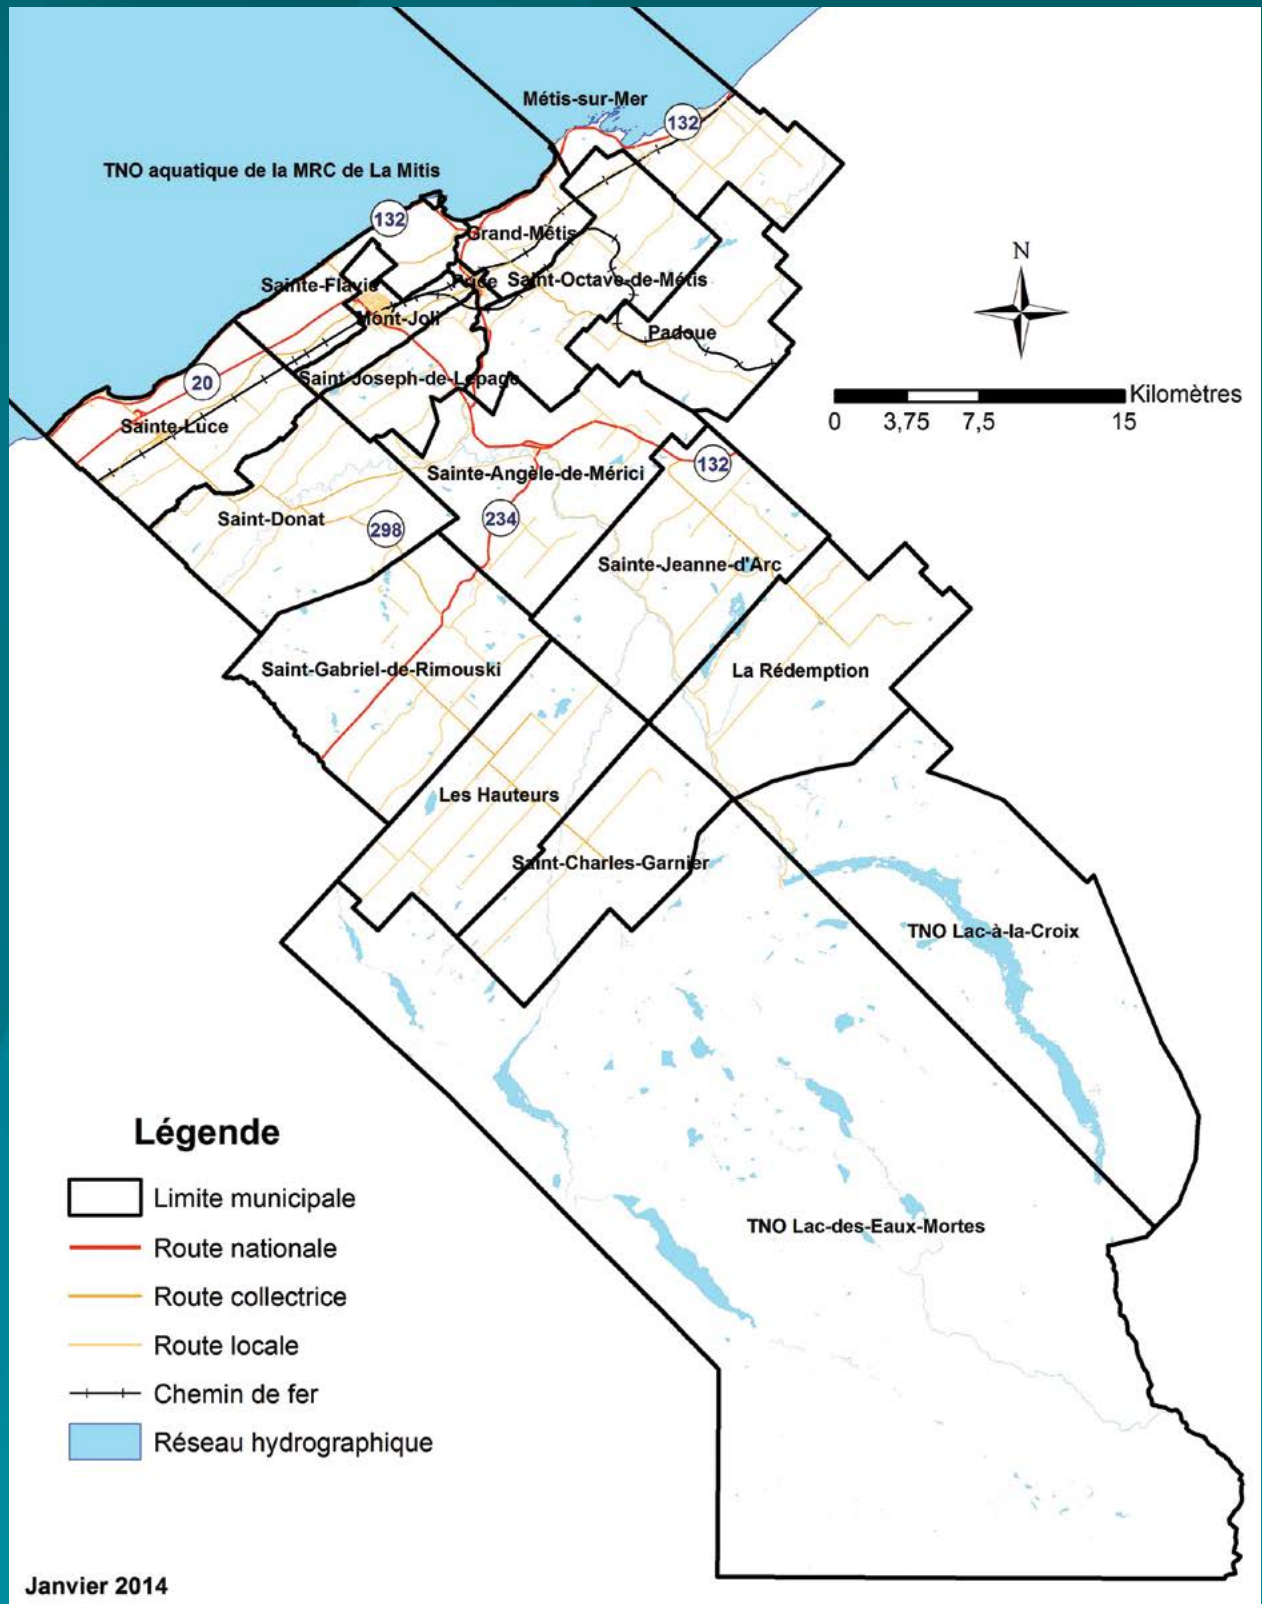 Métis-sur-Mer
132
TNO aquatique de la MRC de La Mitis
132
Grand-Métis
N
Sainte-Flavie
Price
Saint-Octave-de-Métis
Mont-Joli
Padoue
20
Saint-Joseph-de-Lepage
Kilomètres
0 3,75 7,5 15
Sainte-Luce
132
Sainte-Angèle-de-Mérici
Saint-Donat
298
234
Sainte-Jeanne-d'Arc
Saint-Gabriel-de-Rimouski
La Rédemption
Les Hauteurs
Saint-Charles-Garnier
TNO Lac-à-la-Croix
TNO Lac-des-Eaux-Mortes
Légende
Limite municipale
Route nationale
Route collectrice
Route locale
Chemin de fer
Réseau hydrographique
Janvier 2014